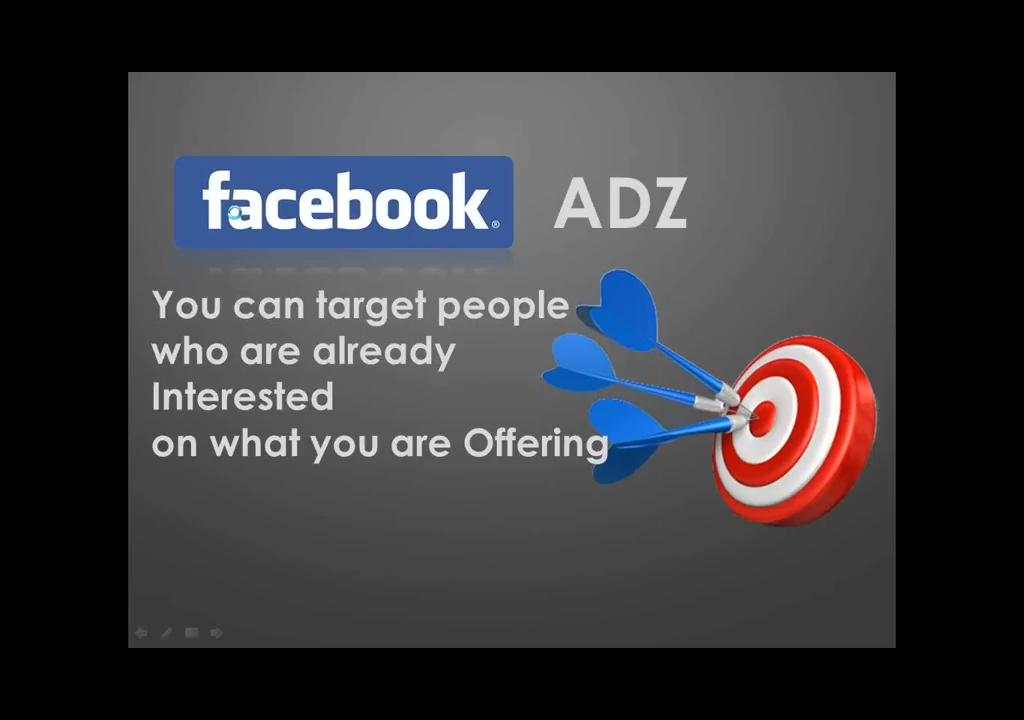 facebook® ADZ
You can target people
who are already
Interested
on what you are Offering